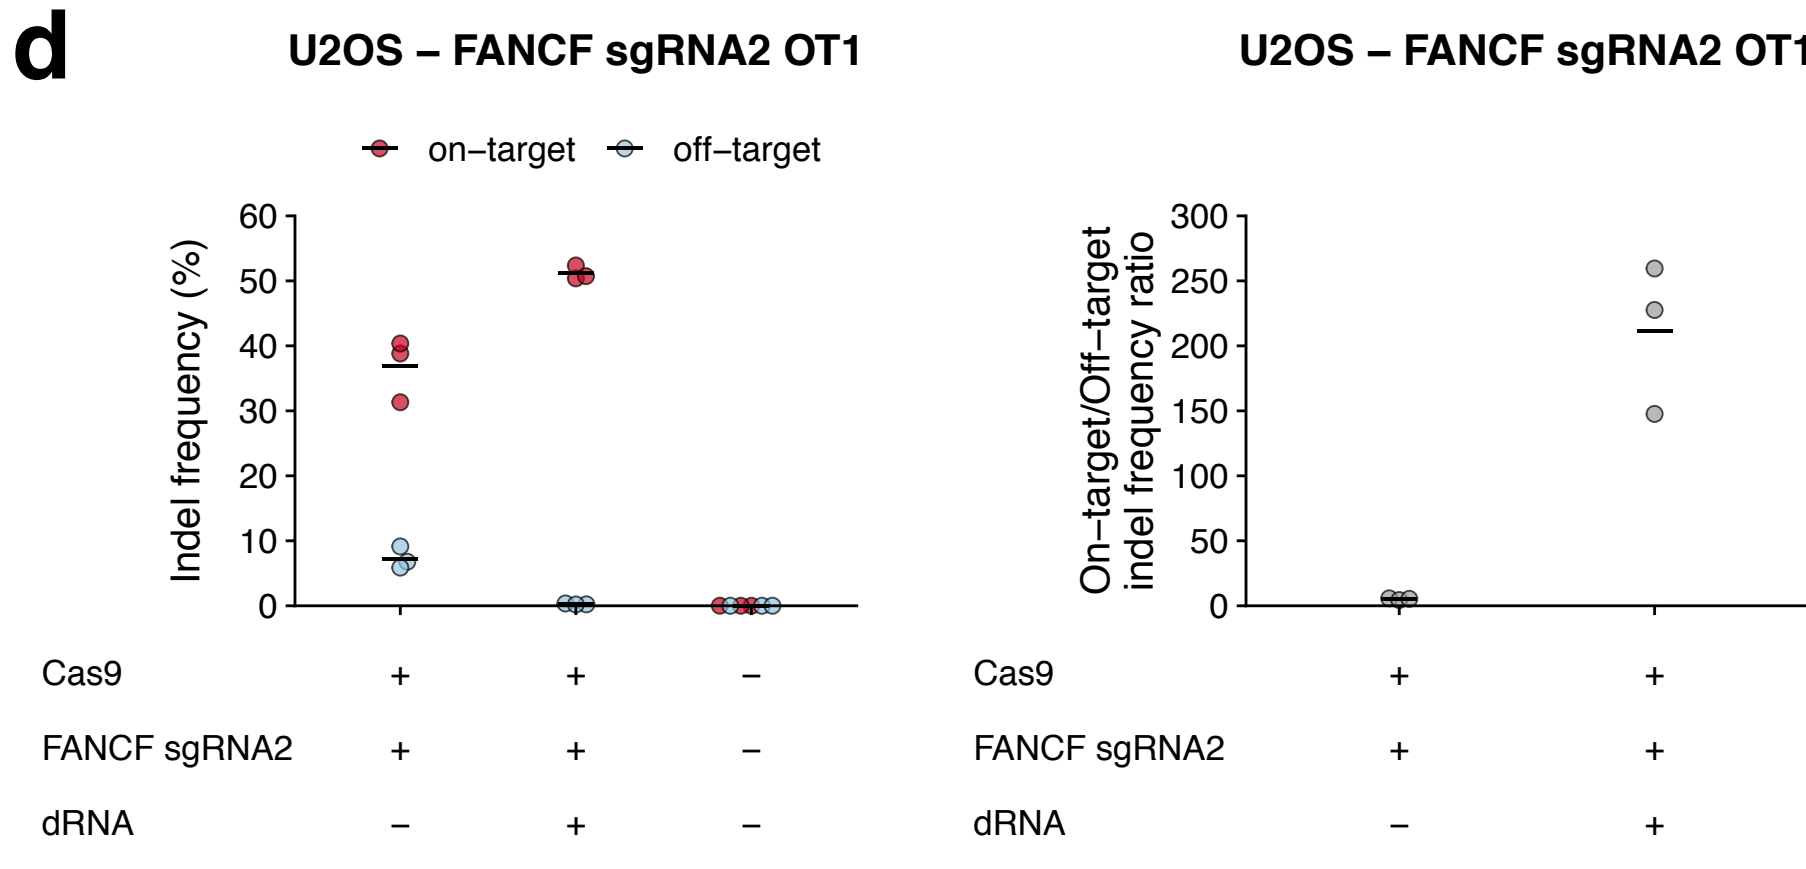 d
U2OS – FANCF sgRNA2 OT1
on−target
off−target
Indel frequency (%)
60
50
40
30
20
10
0
Cas9 + + −
FANCF sgRNA2 + + −
dRNA − + −
U2OS – FANCF sgRNA2 OT1
On−target/Off−target
indel frequency ratio
300
250
200
150
100
50
0
Cas9 + +
FANCF sgRNA2 + +
dRNA − +